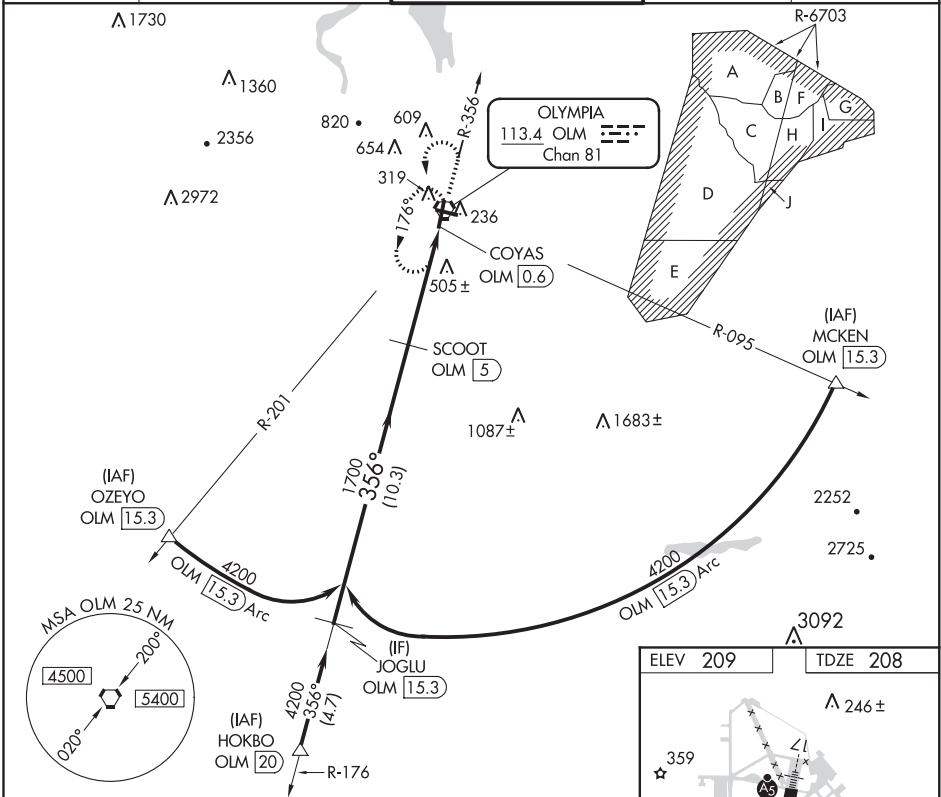 1730
R-6703
1360
A
B
F
G
C
H
I
D
J
E
2356
820
609
654
319
R-356
OLYMPIA
113.4 OLM
Chan 81
2972
176°
236
COYAS
OLM 0.6
505±
R-095
(IAF)
MCKEN
OLM 15.3
SCOOT
OLM 5
R-201
1087±
1683±
1700
356°
(10.3)
(IAF)
OZEYO
OLM 15.3
2252
2725
4200
OLM 15.3 Arc
4200
OLM 15.3 Arc
3092
MSA OLM 25 NM
200°
4500
5400
020°
(IF)
JOGLU
OLM 15.3
4200
356°
(4.7)
(IAF)
HOKBO
OLM 20
R-176
ELEV 209
TDZE 208
246±
359
17
A5